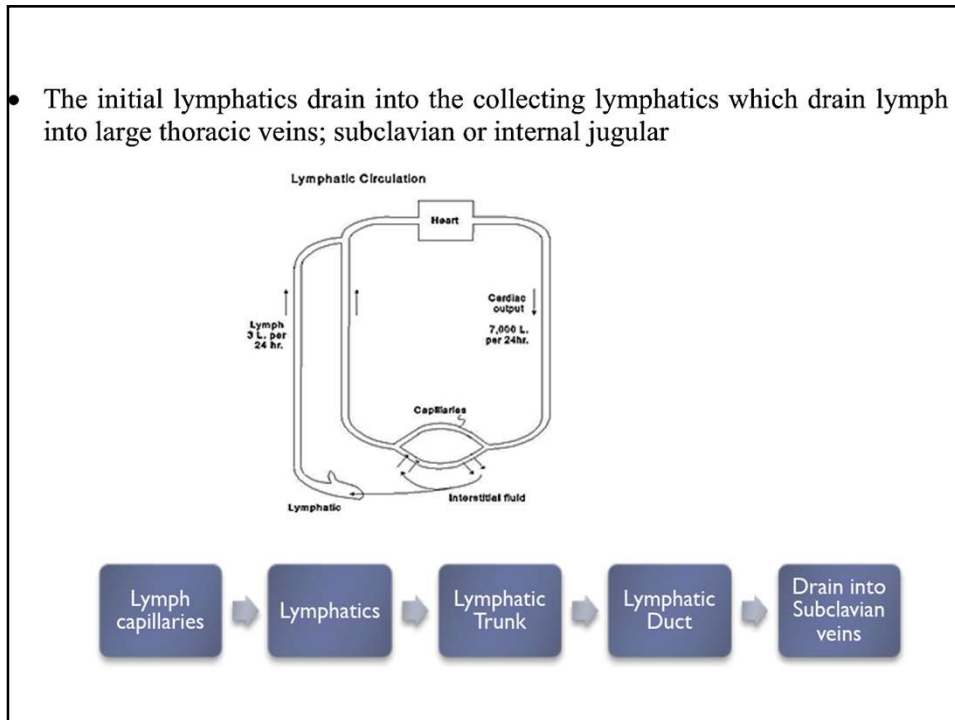 • The initial lymphatics drain into the collecting lymphatics which drain lymph
into large thoracic veins; subclavian or internal jugular
Lymphatic Circulation
Heart
Cardiac
output
7,000 L.
per 24hr.
Lymph
3 L. per
24 hr.
Capillaries
Interstitial fluid
Lymphatic
Lymph
capillaries
Lymphatics
Lymphatic
Trunk
Lymphatic
Duct
Drain into
Subclavian
veins